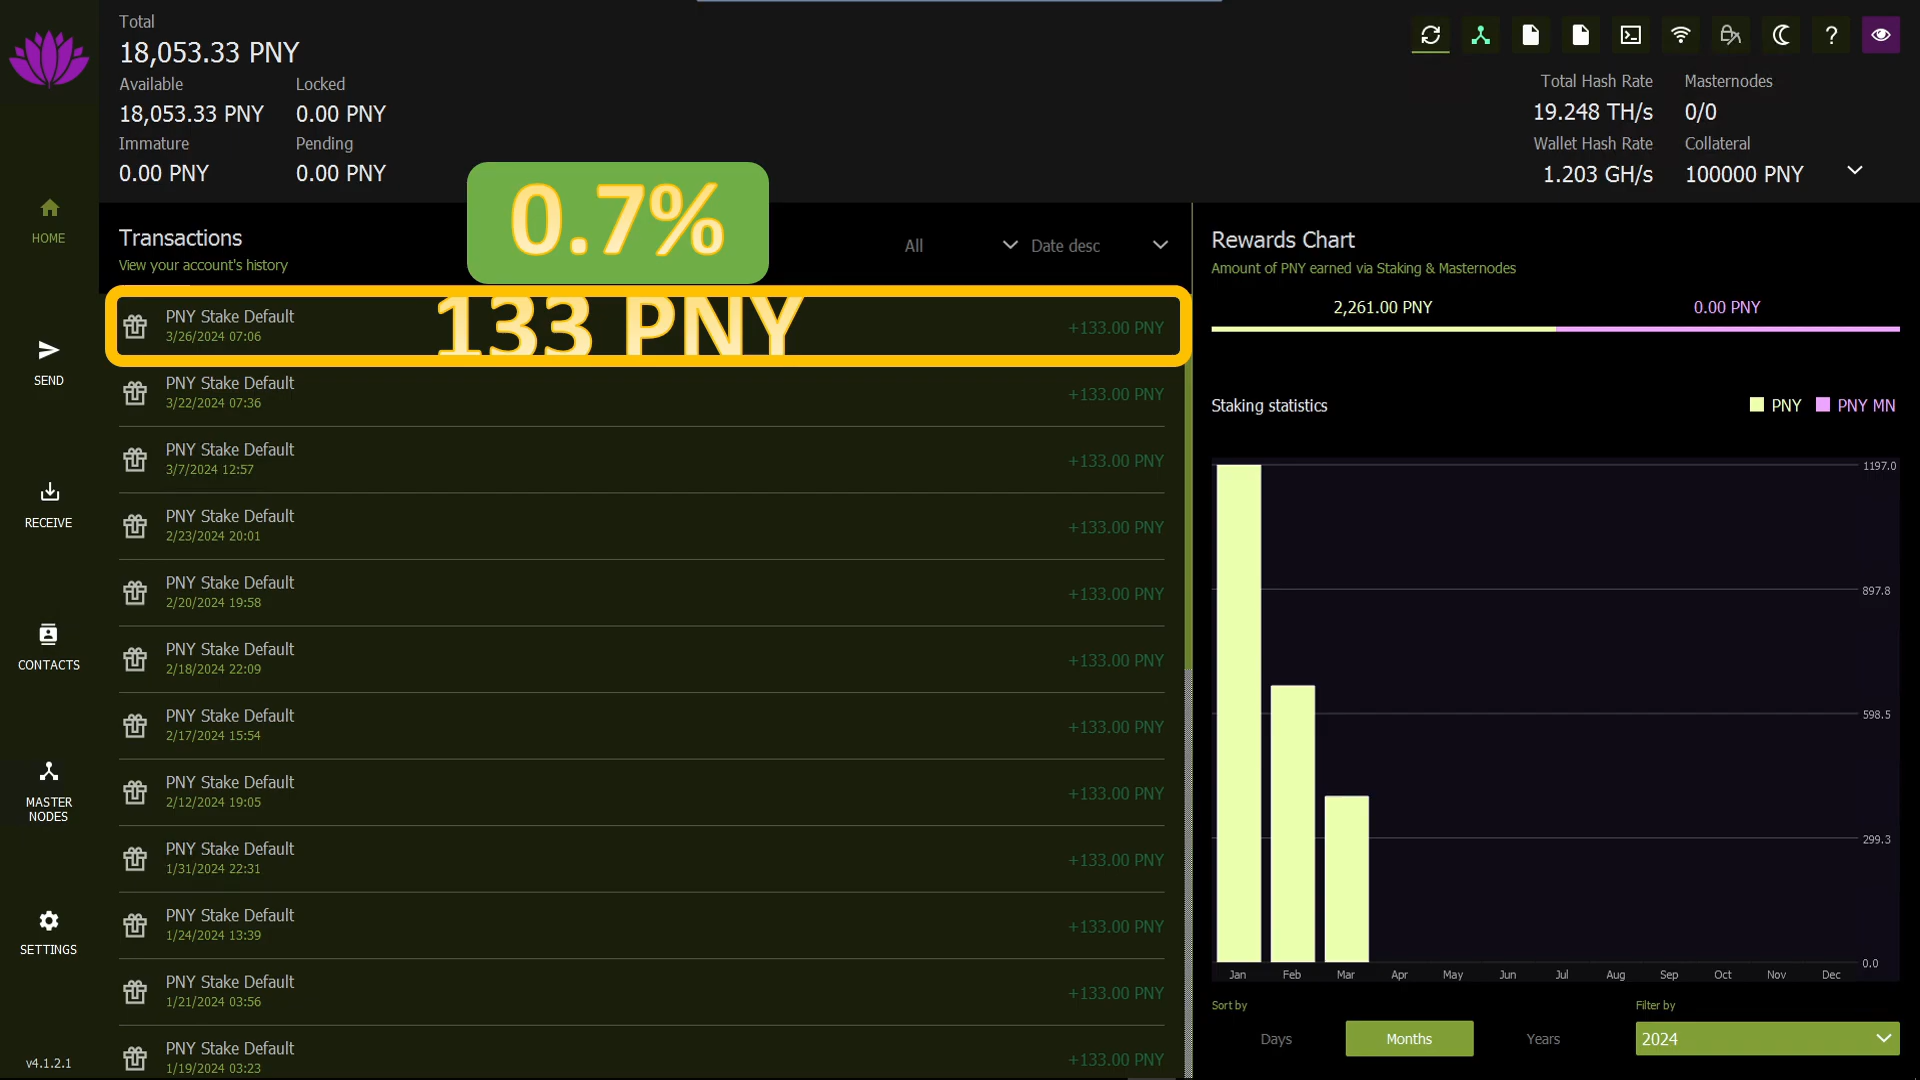 Total
18,053.33 PNY
Available Locked
18,053.33 PNY 0.00 PNY
Immature Pending
0.00 PNY 0.00 PNY
Total Hash Rate Masternodes
19.248 TH/s 0/0
Wallet Hash Rate Collateral
1.203 GH/s 100000 PNY
HOME
SEND
RECEIVE
CONTACTS
MASTER
NODES
SETTINGS
v4.1.2.1
0.7%
Transactions
View your account's history
All Date desc
133 PNY
PNY Stake Default
3/26/2024 07:06
+133.00 PNY
PNY Stake Default
3/22/2024 07:36
+133.00 PNY
PNY Stake Default
3/7/2024 12:57
+133.00 PNY
PNY Stake Default
2/23/2024 20:01
+133.00 PNY
PNY Stake Default
2/20/2024 19:58
+133.00 PNY
PNY Stake Default
2/18/2024 22:09
+133.00 PNY
PNY Stake Default
2/17/2024 15:54
+133.00 PNY
PNY Stake Default
2/12/2024 19:05
+133.00 PNY
PNY Stake Default
1/31/2024 22:31
+133.00 PNY
PNY Stake Default
1/24/2024 13:39
+133.00 PNY
PNY Stake Default
1/21/2024 03:56
+133.00 PNY
PNY Stake Default
1/19/2024 03:23
+133.00 PNY
Rewards Chart
Amount of PNY earned via Staking & Masternodes
2,261.00 PNY 0.00 PNY
Staking statistics PNY PNY MN
1197.0
897.8
598.5
299.3
0.0
Jan Feb Mar Apr May Jun Jul Aug Sep Oct Nov Dec
Sort by Filter by
Days Months Years 2024